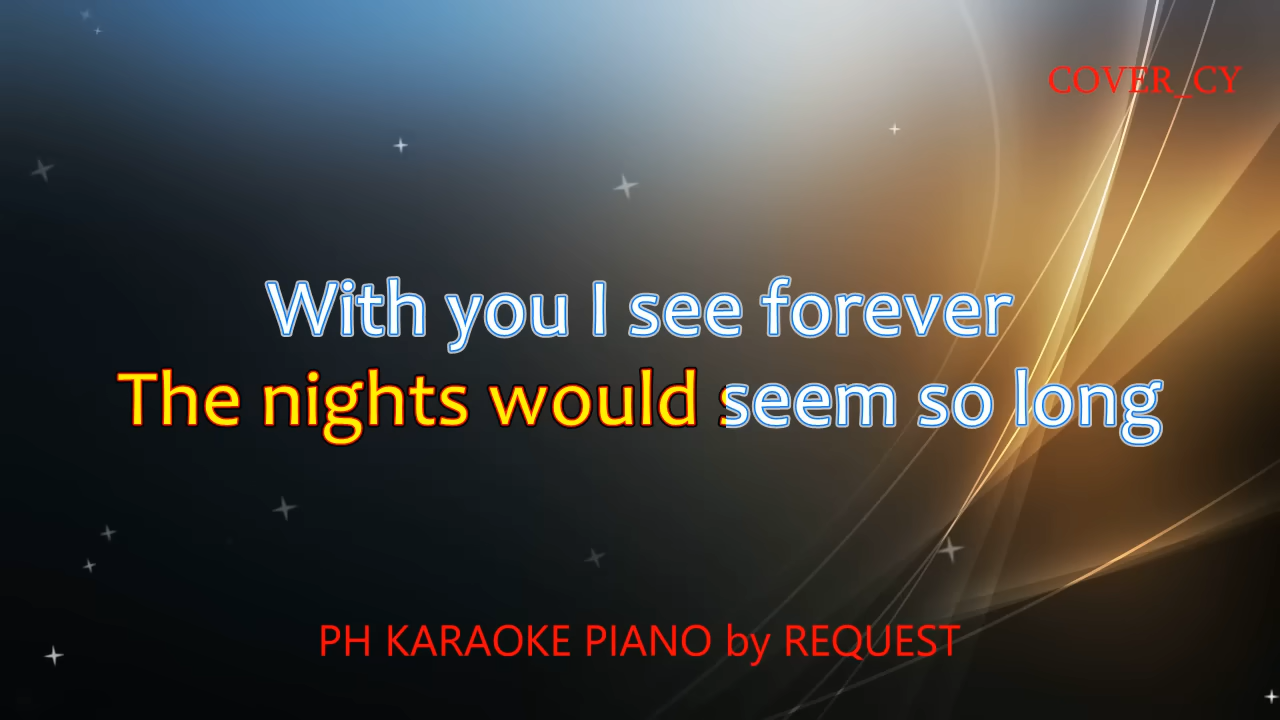 COVER_CY
With you I see forever
The nights would seem so long
PH KARAOKE PIANO by REQUEST